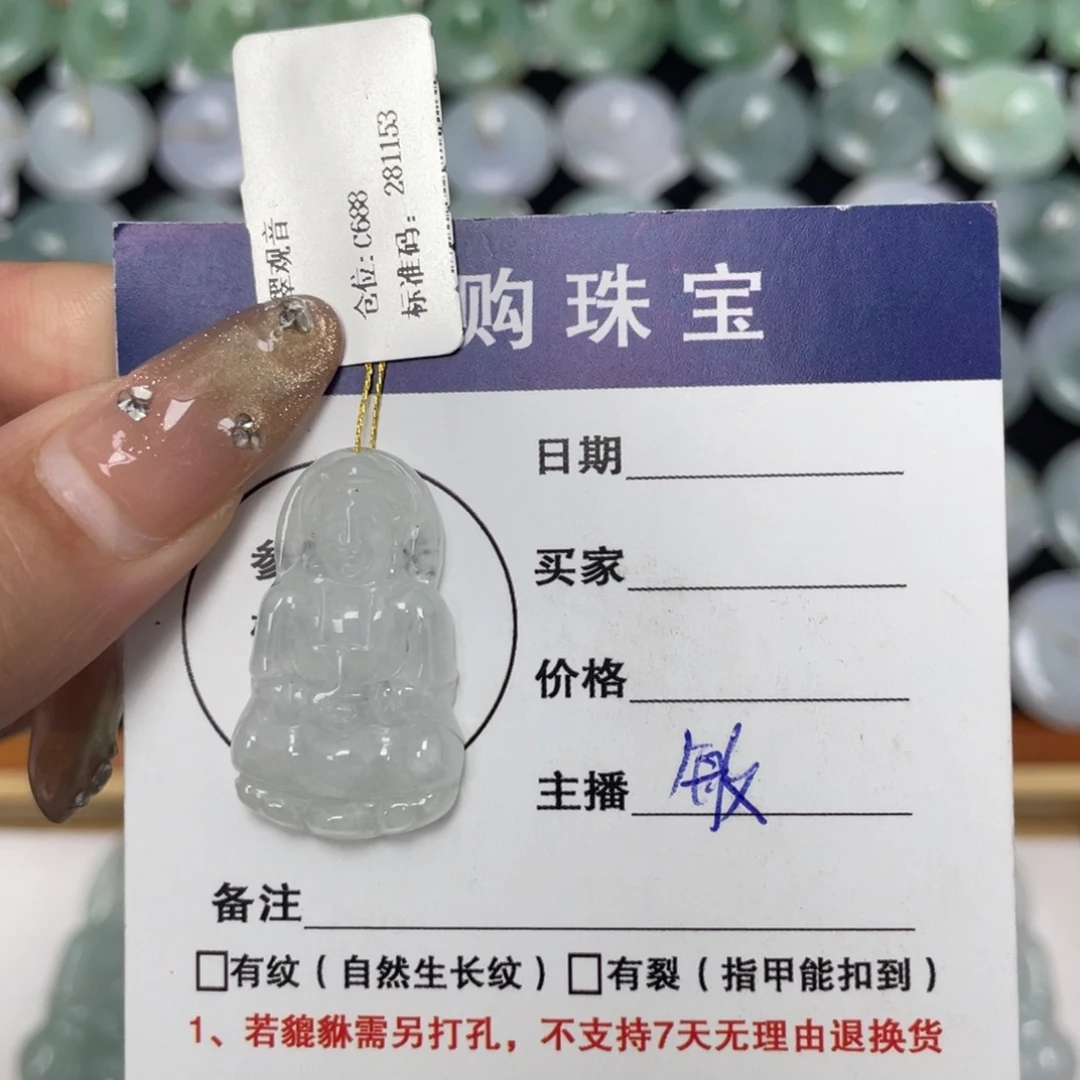 翠观音
仓位:C688
标准码: 281153
购珠宝
参
日期
买家
价格
主播 敏
备注
□有纹(自然生长纹) □有裂(指甲能扣到)
1、若貔貅需另打孔，不支持7天无理由退换货